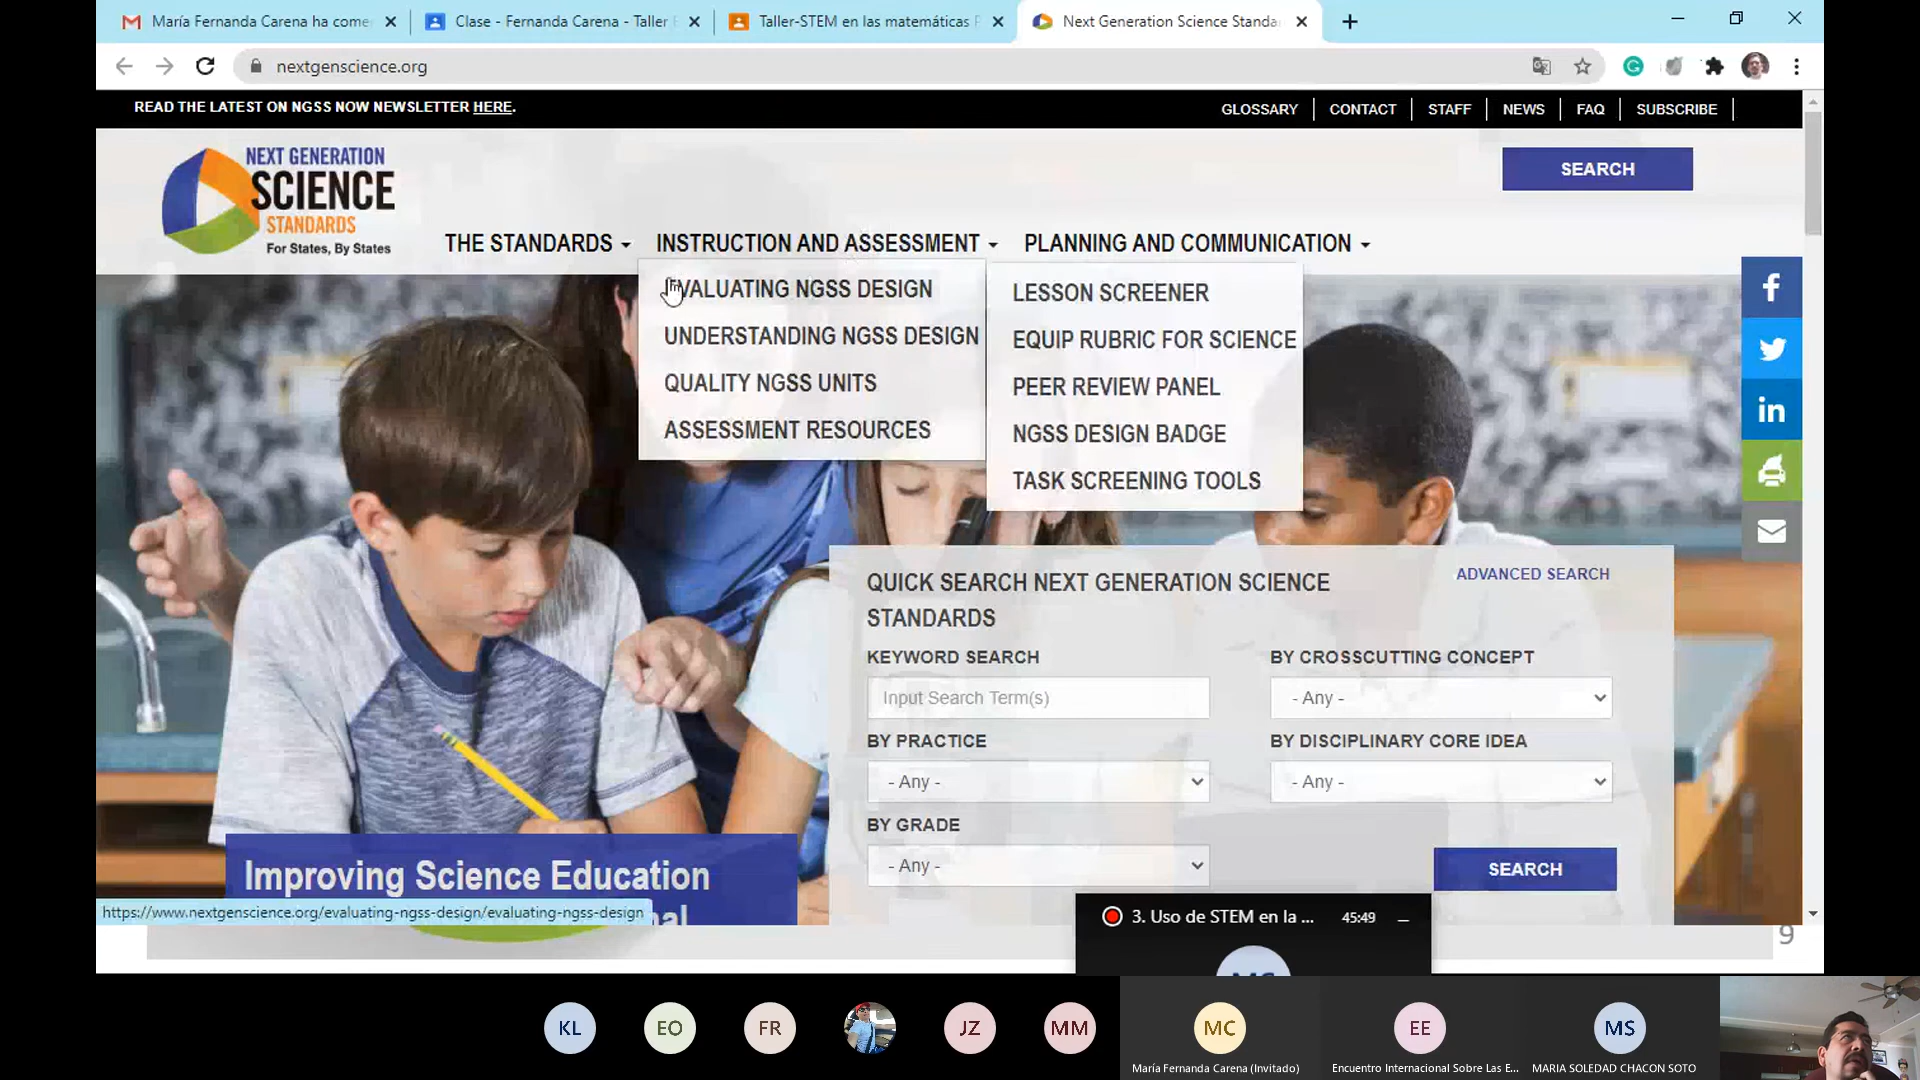 María Fernanda Carena ha come
Clase - Fernanda Carena - Taller E
Taller-STEM en las matemáticas P
Next Generation Science Standa
nextgenscience.org
READ THE LATEST ON NGSS NOW NEWSLETTER HERE.
GLOSSARY
CONTACT
STAFF
NEWS
FAQ
SUBSCRIBE
NEXT GENERATION
SCIENCE
STANDARDS
For States, By States
SEARCH
THE STANDARDS
INSTRUCTION AND ASSESSMENT
PLANNING AND COMMUNICATION
EVALUATING NGSS DESIGN
UNDERSTANDING NGSS DESIGN
QUALITY NGSS UNITS
ASSESSMENT RESOURCES
LESSON SCREENER
EQUIP RUBRIC FOR SCIENCE
PEER REVIEW PANEL
NGSS DESIGN BADGE
TASK SCREENING TOOLS
QUICK SEARCH NEXT GENERATION SCIENCE
STANDARDS
ADVANCED SEARCH
KEYWORD SEARCH
Input Search Term(s)
BY CROSSCUTTING CONCEPT
- Any -
BY PRACTICE
- Any -
BY DISCIPLINARY CORE IDEA
- Any -
BY GRADE
- Any -
SEARCH
Improving Science Education
https://www.nextgenscience.org/evaluating-ngss-design/evaluating-ngss-design
3. Uso de STEM en la ...
45:49
9
KL
EO
FR
JZ
MM
MC
EE
MS
María Fernanda Carena (Invitado)
Encuentro Internacional Sobre Las E...
MARIA SOLEDAD CHACON SOTO